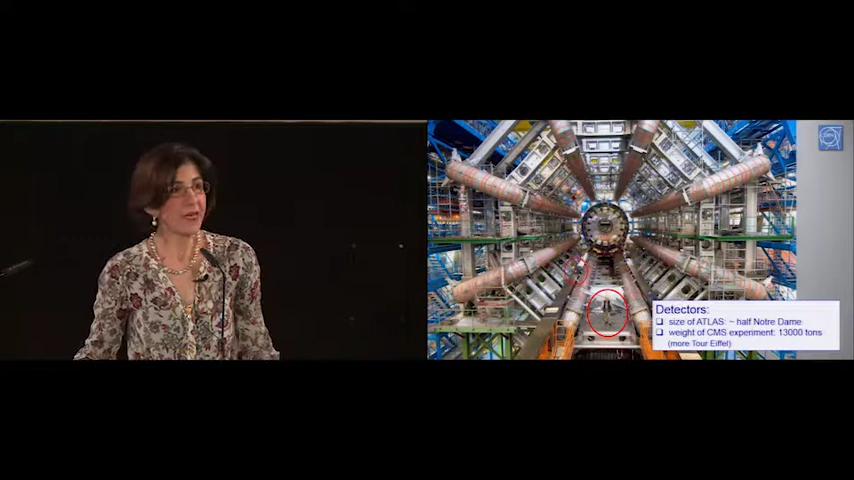 Detectors:
❑ size of ATLAS: ~ half Notre Dame
❑ weight of CMS experiment: 13000 tons
(more Tour Eiffel)